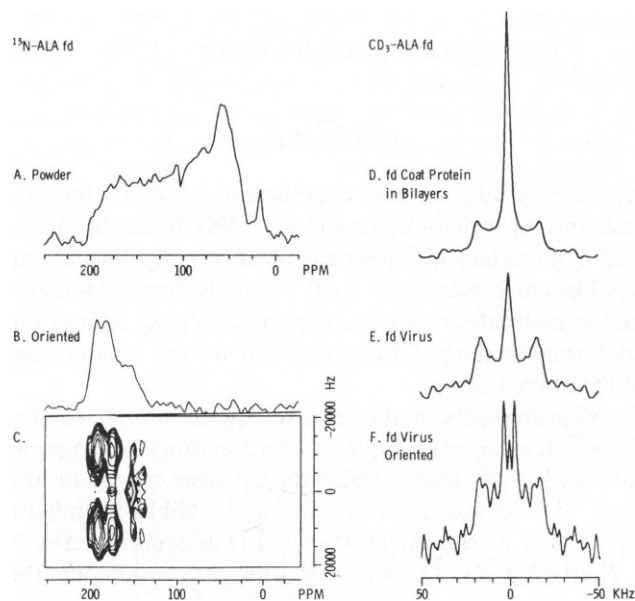 ¹⁵N-ALA fd
A. Powder
200 100 0 PPM
B. Oriented
C.
20000
Hz
0
20000
200 100 0 PPM
CD₃-ALA fd
D. fd Coat Protein
in Bilayers
E. fd Virus
F. fd Virus
Oriented
50 0 -50 KHz